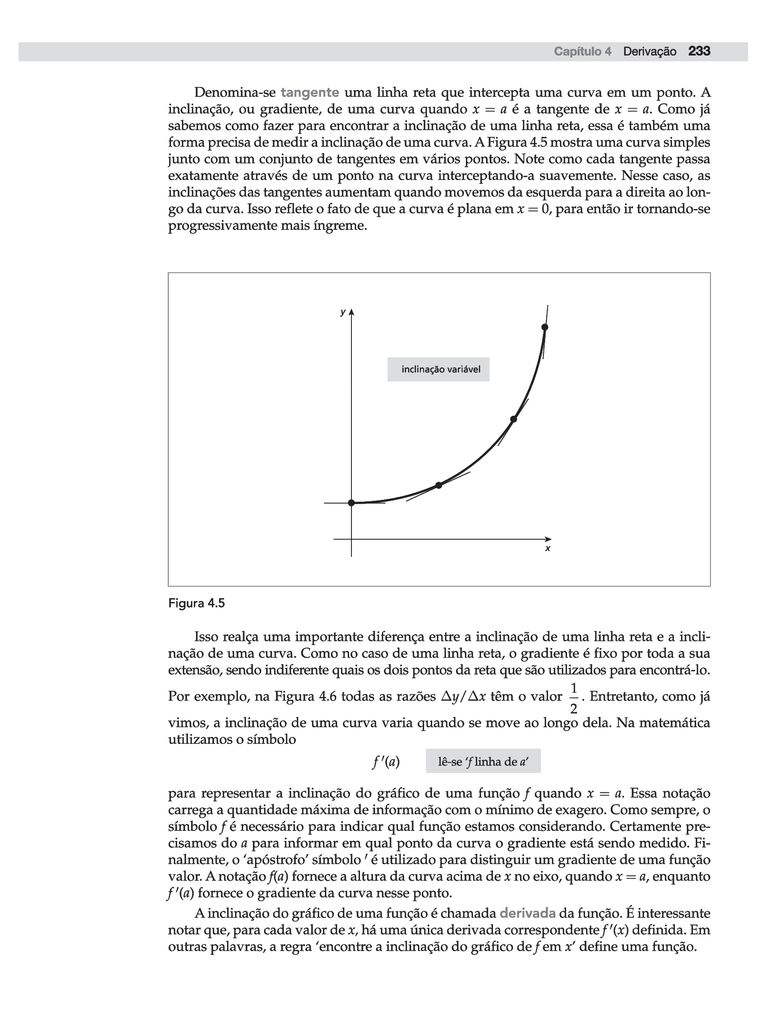 Capítulo 4 Derivação 233
Denomina-se tangente uma linha reta que intercepta uma curva em um ponto. A
inclinação, ou gradiente, de uma curva quando x = a é a tangente de x = a. Como já
sabemos como fazer para encontrar a inclinação de uma linha reta, essa é também uma
forma precisa de medir a inclinação de uma curva. A Figura 4.5 mostra uma curva simples
junto com um conjunto de tangentes em vários pontos. Note como cada tangente passa
exatamente através de um ponto na curva interceptando-a suavemente. Nesse caso, as
inclinações das tangentes aumentam quando movemos da esquerda para a direita ao lon-
go da curva. Isso reflete o fato de que a curva é plana em x = 0, para então ir tornando-se
progressivamente mais íngreme.
y
inclinação variável
x
Figura 4.5
Isso realça uma importante diferença entre a inclinação de uma linha reta e a incli-
nação de uma curva. Como no caso de uma linha reta, o gradiente é fixo por toda a sua
extensão, sendo indiferente quais os dois pontos da reta que são utilizados para encontrá-lo.
Por exemplo, na Figura 4.6 todas as razões Δy/Δx têm o valor 1/2. Entretanto, como já
vimos, a inclinação de uma curva varia quando se move ao longo dela. Na matemática
utilizamos o símbolo
f ′(a) lê-se ‘f linha de a’
para representar a inclinação do gráfico de uma função f quando x = a. Essa notação
carrega a quantidade máxima de informação com o mínimo de exagero. Como sempre, o
símbolo f é necessário para indicar qual função estamos considerando. Certamente pre-
cisamos do a para informar em qual ponto da curva o gradiente está sendo medido. Fi-
nalmente, o ‘apóstrofo’ símbolo ′ é utilizado para distinguir um gradiente de uma função
valor. A notação f(a) fornece a altura da curva acima de x no eixo, quando x = a, enquanto
f ′(a) fornece o gradiente da curva nesse ponto.
A inclinação do gráfico de uma função é chamada derivada da função. É interessante
notar que, para cada valor de x, há uma única derivada correspondente f ′(x) definida. Em
outras palavras, a regra ‘encontre a inclinação do gráfico de f em x’ define uma função.